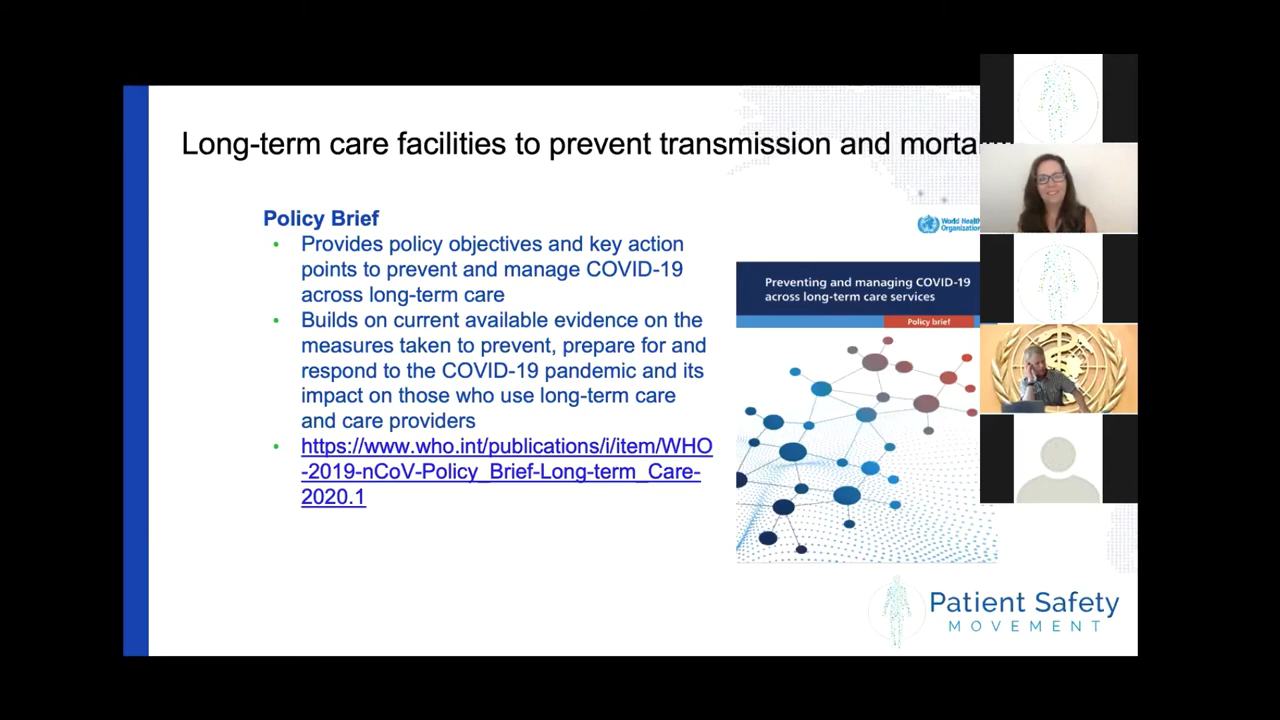 Long-term care facilities to prevent transmission and
Policy Brief
• Provides policy objectives and key action
points to prevent and manage COVID-19
across long-term care
• Builds on current available evidence on the
measures taken to prevent, prepare for and
respond to the COVID-19 pandemic and its
impact on those who use long-term care
and care providers
• https://www.who.int/publications/i/item/WHO
-2019-nCoV-Policy_Brief-Long-term_Care-
2020.1
World
Organization
Preventing and managing COVID-19
across long-term care services
Policy brief
Patient Safety
MOVEMENT